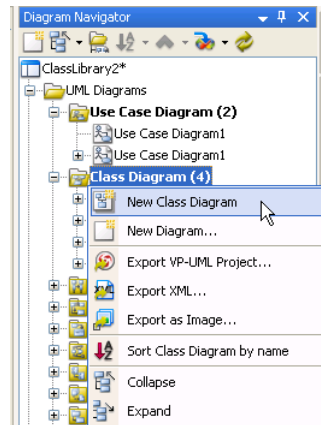 Diagram Navigator
ClassLibrary2*
UML Diagrams
Use Case Diagram (2)
Use Case Diagram1
Use Case Diagram1
Class Diagram (4)
New Class Diagram
New Diagram...
Export VP-UML Project...
Export XML...
Export as Image...
Sort Class Diagram by name
Collapse
Expand